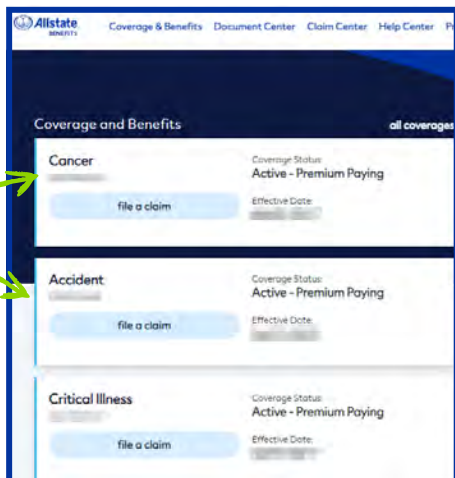 Allstate
BENEFITS
Coverage & Benefits Document Center Claim Center Help Center
Coverage and Benefits all coverages
Cancer
Coverage Status:
Active - Premium Paying
file a claim
Effective Date:
Accident
Coverage Status:
Active - Premium Paying
file a claim
Effective Date:
Critical Illness
Coverage Status:
Active - Premium Paying
file a claim
Effective Date: